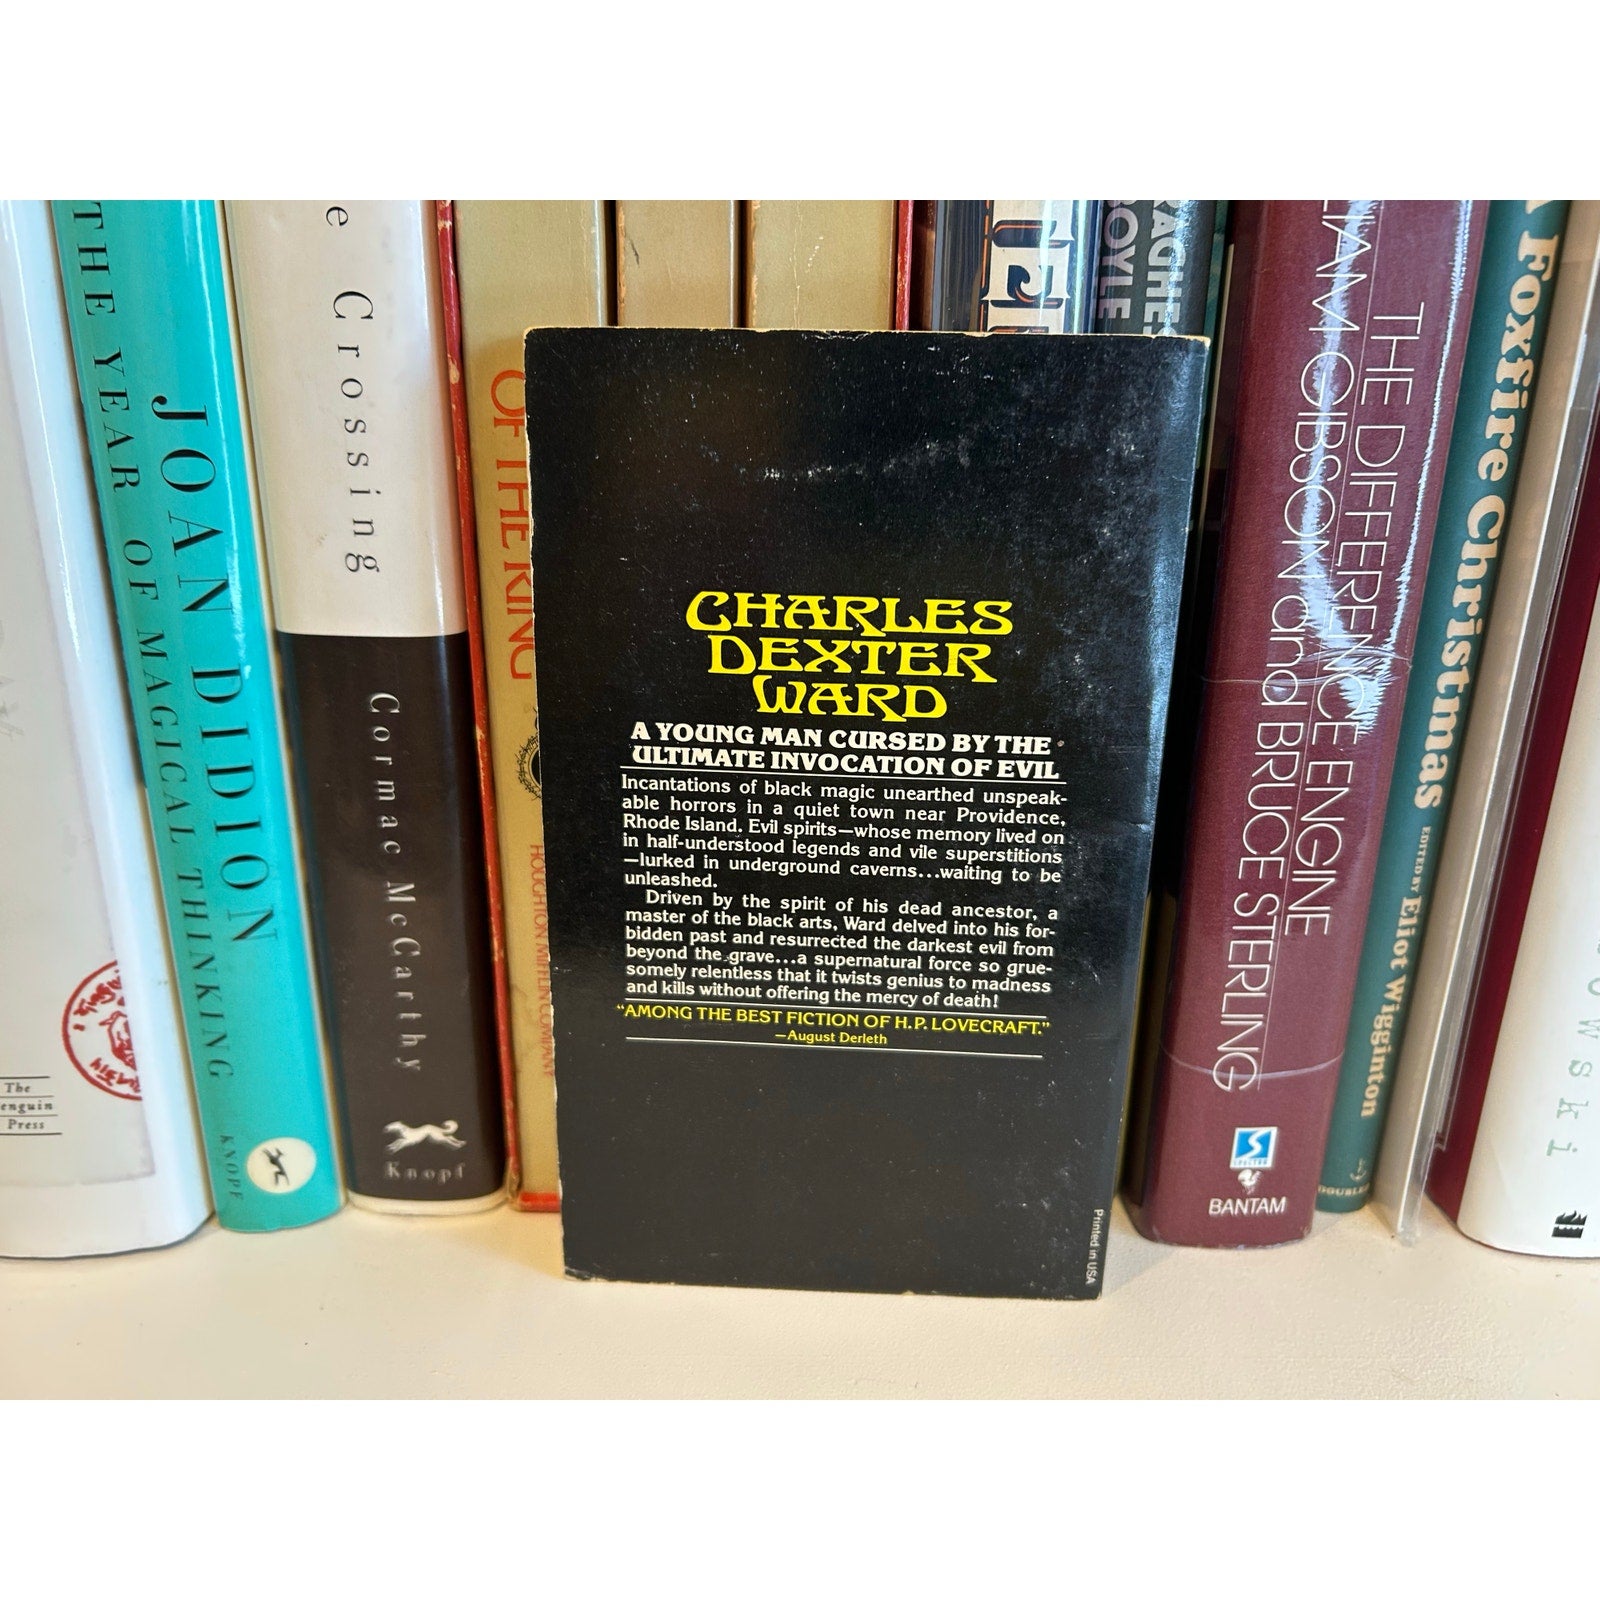 THE YEAR OF MAGICAL THINKING
JOAN DIDION
KNOPF
The
Press
e Crossing
Cormac McCarthy
Knopf
OF THE RING
HOUGHTON MIFFLIN COMPANY
CHARLES
DEXTER
WARD
A YOUNG MAN CURSED BY THE
ULTIMATE INVOCATION OF EVIL
Incantations of black magic unearthed unspeak-
able horrors in a quiet town near Providence,
Rhode Island. Evil spirits—whose memory lived on
in half-understood legends and vile superstitions
—lurked in underground caverns...waiting to be
unleashed.
Driven by the spirit of his dead ancestor, a
master of the black arts, Ward delved into his for-
bidden past and resurrected the darkest evil from
beyond the grave...a supernatural force so grue-
somely relentless that it twists genius to madness
and kills without offering the mercy of death!
"AMONG THE BEST FICTION OF H.P. LOVECRAFT."
—August Derleth
Printed in USA
BOYLE
THE DIFFERENCE ENGINE
LIAM GIBSON and BRUCE STERLING
SPECTRA
BANTAM
Foxfire Christmas
EDITED BY Eliot Wigginton
owski